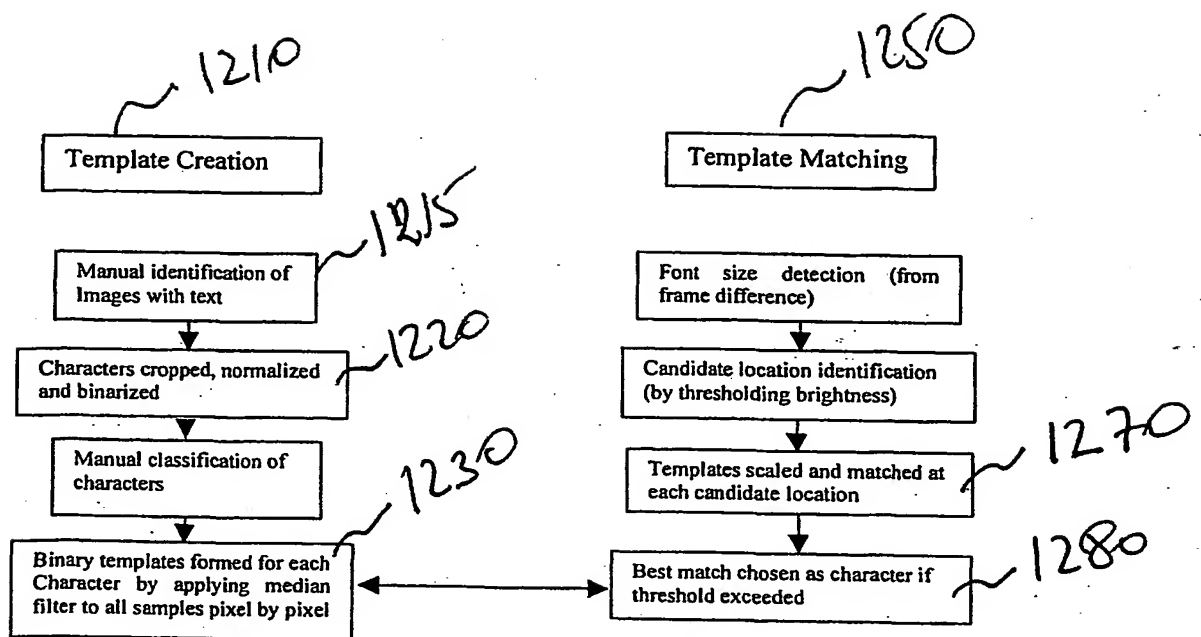 1210
Template Creation
1215
Manual identification of
Images with text
1220
Characters cropped, normalized
and binarized
Manual classification of
characters
1230
Binary templates formed for each
Character by applying median
filter to all samples pixel by pixel
1250
Template Matching
Font size detection (from
frame difference)
Candidate location identification
(by thresholding brightness)
1270
Templates scaled and matched at
each candidate location
1280
Best match chosen as character if
threshold exceeded